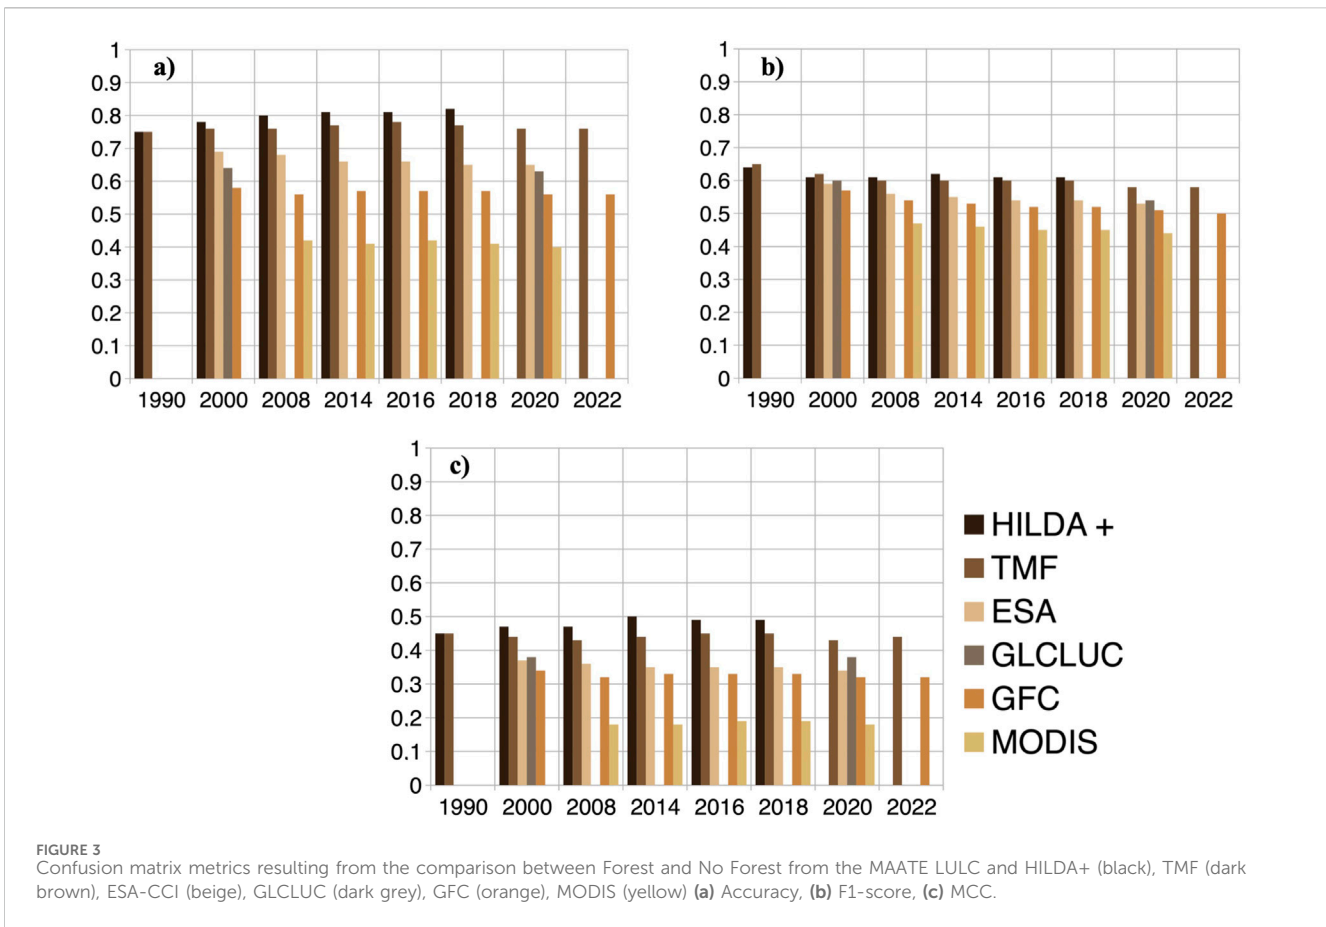 a)
1
0.9
0.8
0.7
0.6
0.5
0.4
0.3
0.2
0.1
0
1990 2000 2008 2014 2016 2018 2020 2022
b)
1
0.9
0.8
0.7
0.6
0.5
0.4
0.3
0.2
0.1
0
1990 2000 2008 2014 2016 2018 2020 2022
c)
1
0.9
0.8
0.7
0.6
0.5
0.4
0.3
0.2
0.1
0
1990 2000 2008 2014 2016 2018 2020 2022
HILDA +
TMF
ESA
GLCLUC
GFC
MODIS
FIGURE 3
Confusion matrix metrics resulting from the comparison between Forest and No Forest from the MAATE LULC and HILDA+ (black), TMF (dark
brown), ESA-CCI (beige), GLCLUC (dark grey), GFC (orange), MODIS (yellow) (a) Accuracy, (b) F1-score, (c) MCC.